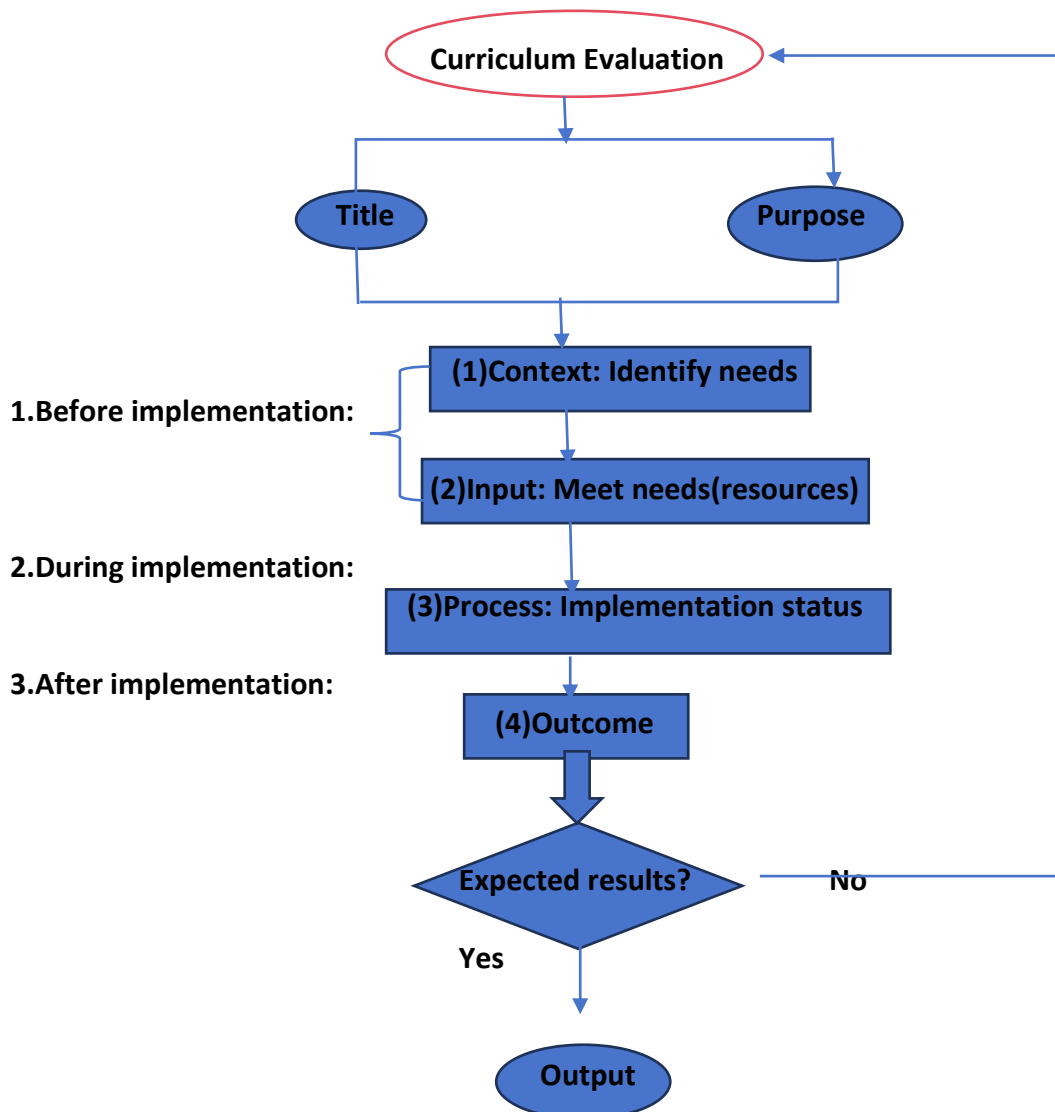 Curriculum Evaluation
Title
Purpose
(1)Context: Identify needs
1.Before implementation:
(2)Input: Meet needs(resources)
2.During implementation:
(3)Process: Implementation status
3.After implementation:
(4)Outcome
Expected results?
No
Yes
Output